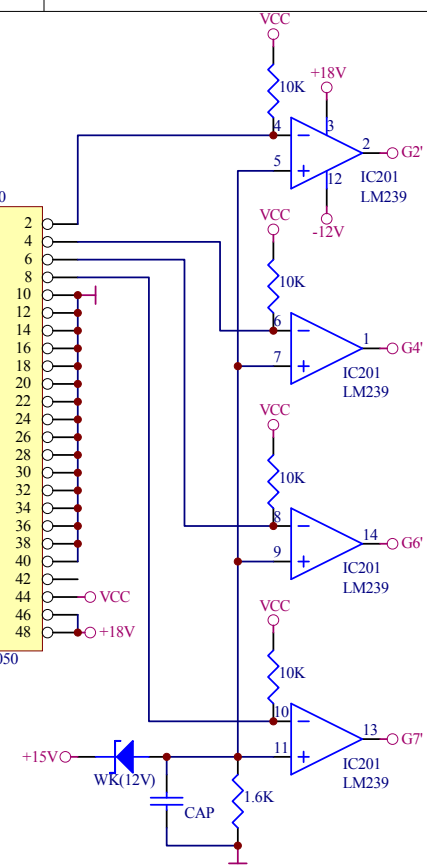 VCC
10K
+18V
4
3
2
G2'
5
12
IC201
LM239
-12V
0
2
4
6
8
10
12
14
16
18
20
22
24
26
28
30
32
34
36
38
40
42
44
46
48
VCC
+18V
050
VCC
10K
6
1
G4'
7
IC201
LM239
VCC
10K
8
14
G6'
9
IC201
LM239
VCC
10K
10
13
G7'
11
IC201
LM239
+15V
WK(12V)
CAP
1.6K